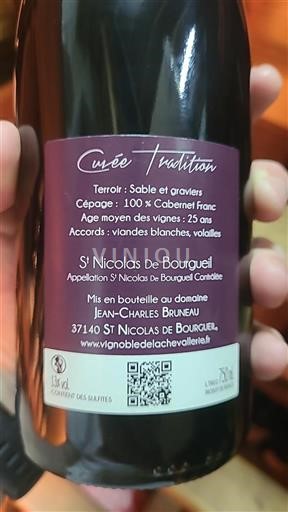 Cuvée Tradition
Terroir : Sable et graviers
Cépage : 100 % Cabernet Franc
Age moyen des vignes : 25 ans
Accords : viandes blanches, volailles
VINIOU
St Nicolas De Bourgueil
Appellation St Nicolas De Bourgueil Contrôlée
Mis en bouteille au domaine
Jean-Charles Bruneau
37140 St Nicolas de Bourgueil
www.vignobledelachevallerie.fr
13% vol.
750 mL
CONTIENT DES SULFITES